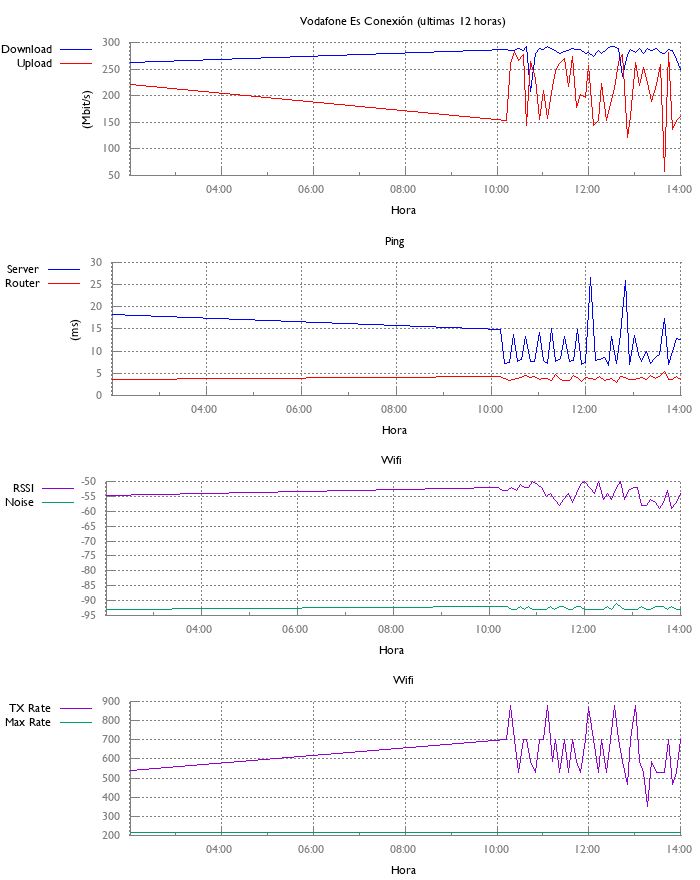 Vodafone Es Conexión (ultimas 12 horas)
Download
Upload
300
250
200
150
100
50
(Mbit/s)
04:00 06:00 08:00 10:00 12:00 14:00
Hora
Ping
Server
Router
30
25
20
15
10
5
0
(ms)
04:00 06:00 08:00 10:00 12:00 14:00
Hora
Wifi
RSSI
Noise
-50
-55
-60
-65
-70
-75
-80
-85
-90
-95
04:00 06:00 08:00 10:00 12:00 14:00
Hora
Wifi
TX Rate
Max Rate
900
800
700
600
500
400
300
200
04:00 06:00 08:00 10:00 12:00 14:00
Hora